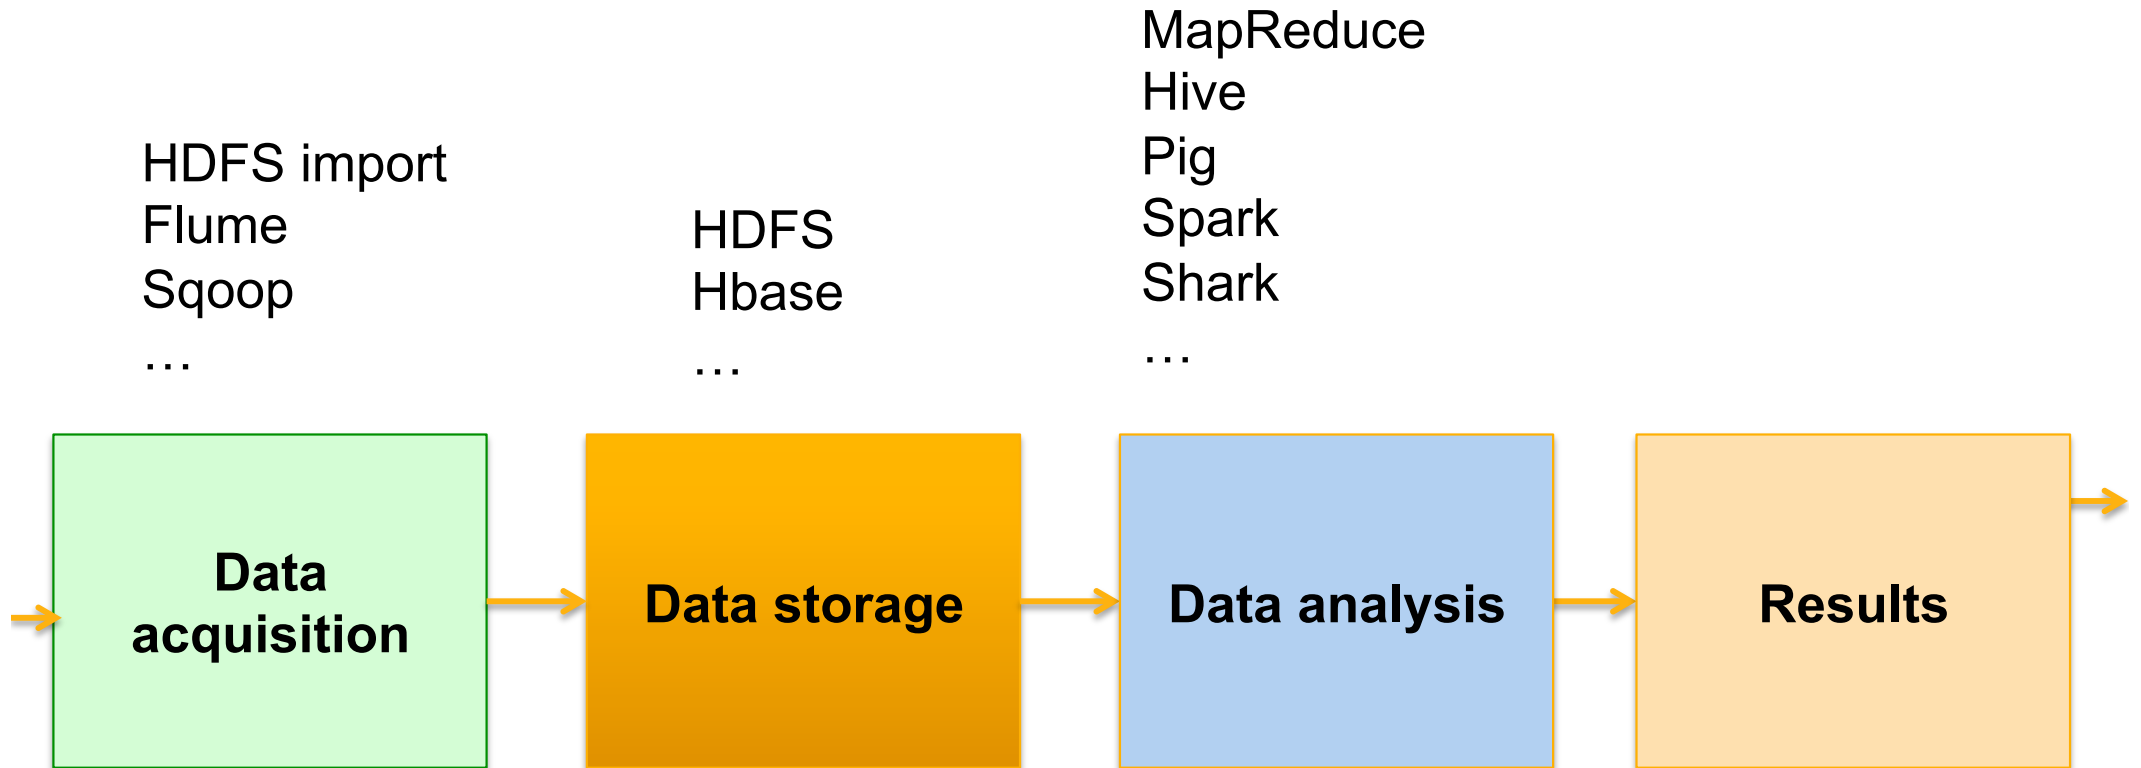 HDFS import
Flume
Sqoop
…
HDFS
Hbase
…
MapReduce
Hive
Pig
Spark
Shark
…
Data
acquisition
Data storage
Data analysis
Results